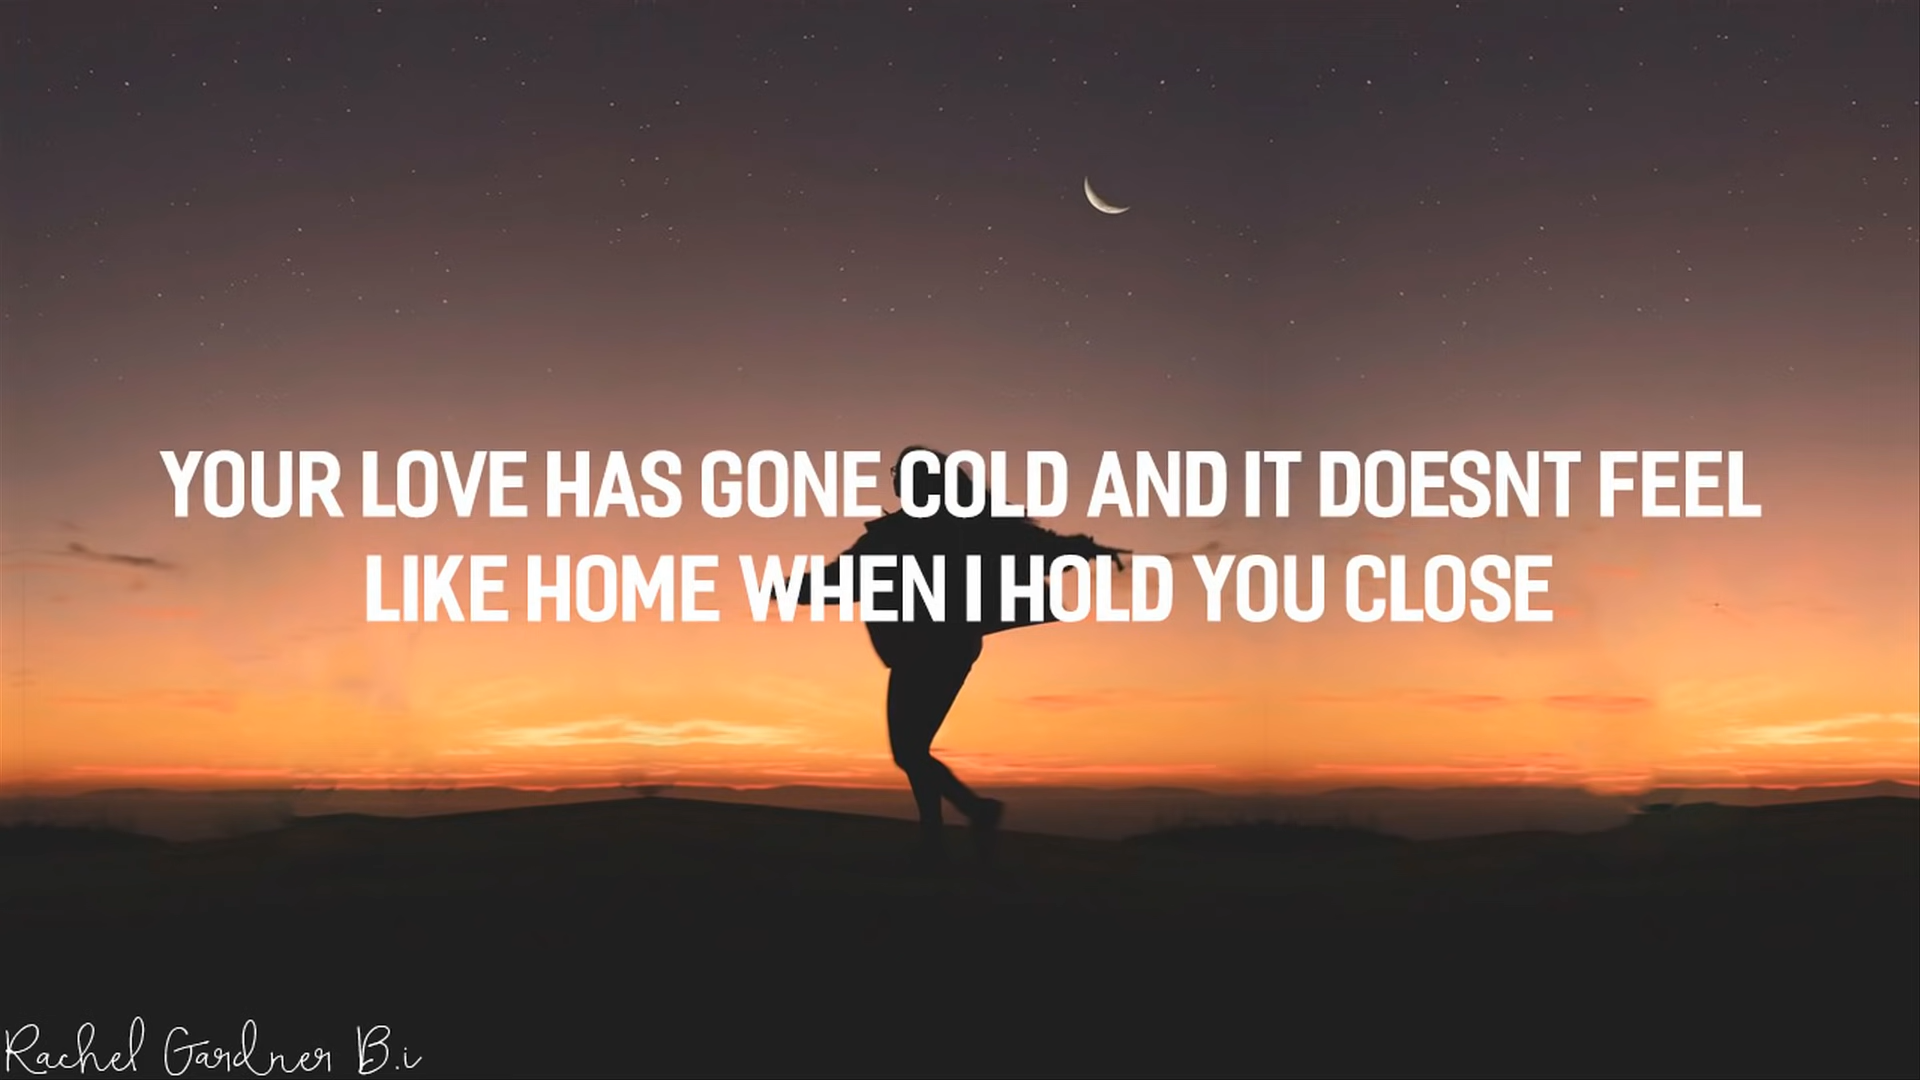 YOUR LOVE HAS GONE COLD AND IT DOESNT FEEL
LIKE HOME WHEN I HOLD YOU CLOSE
Rachel Gardner B.i